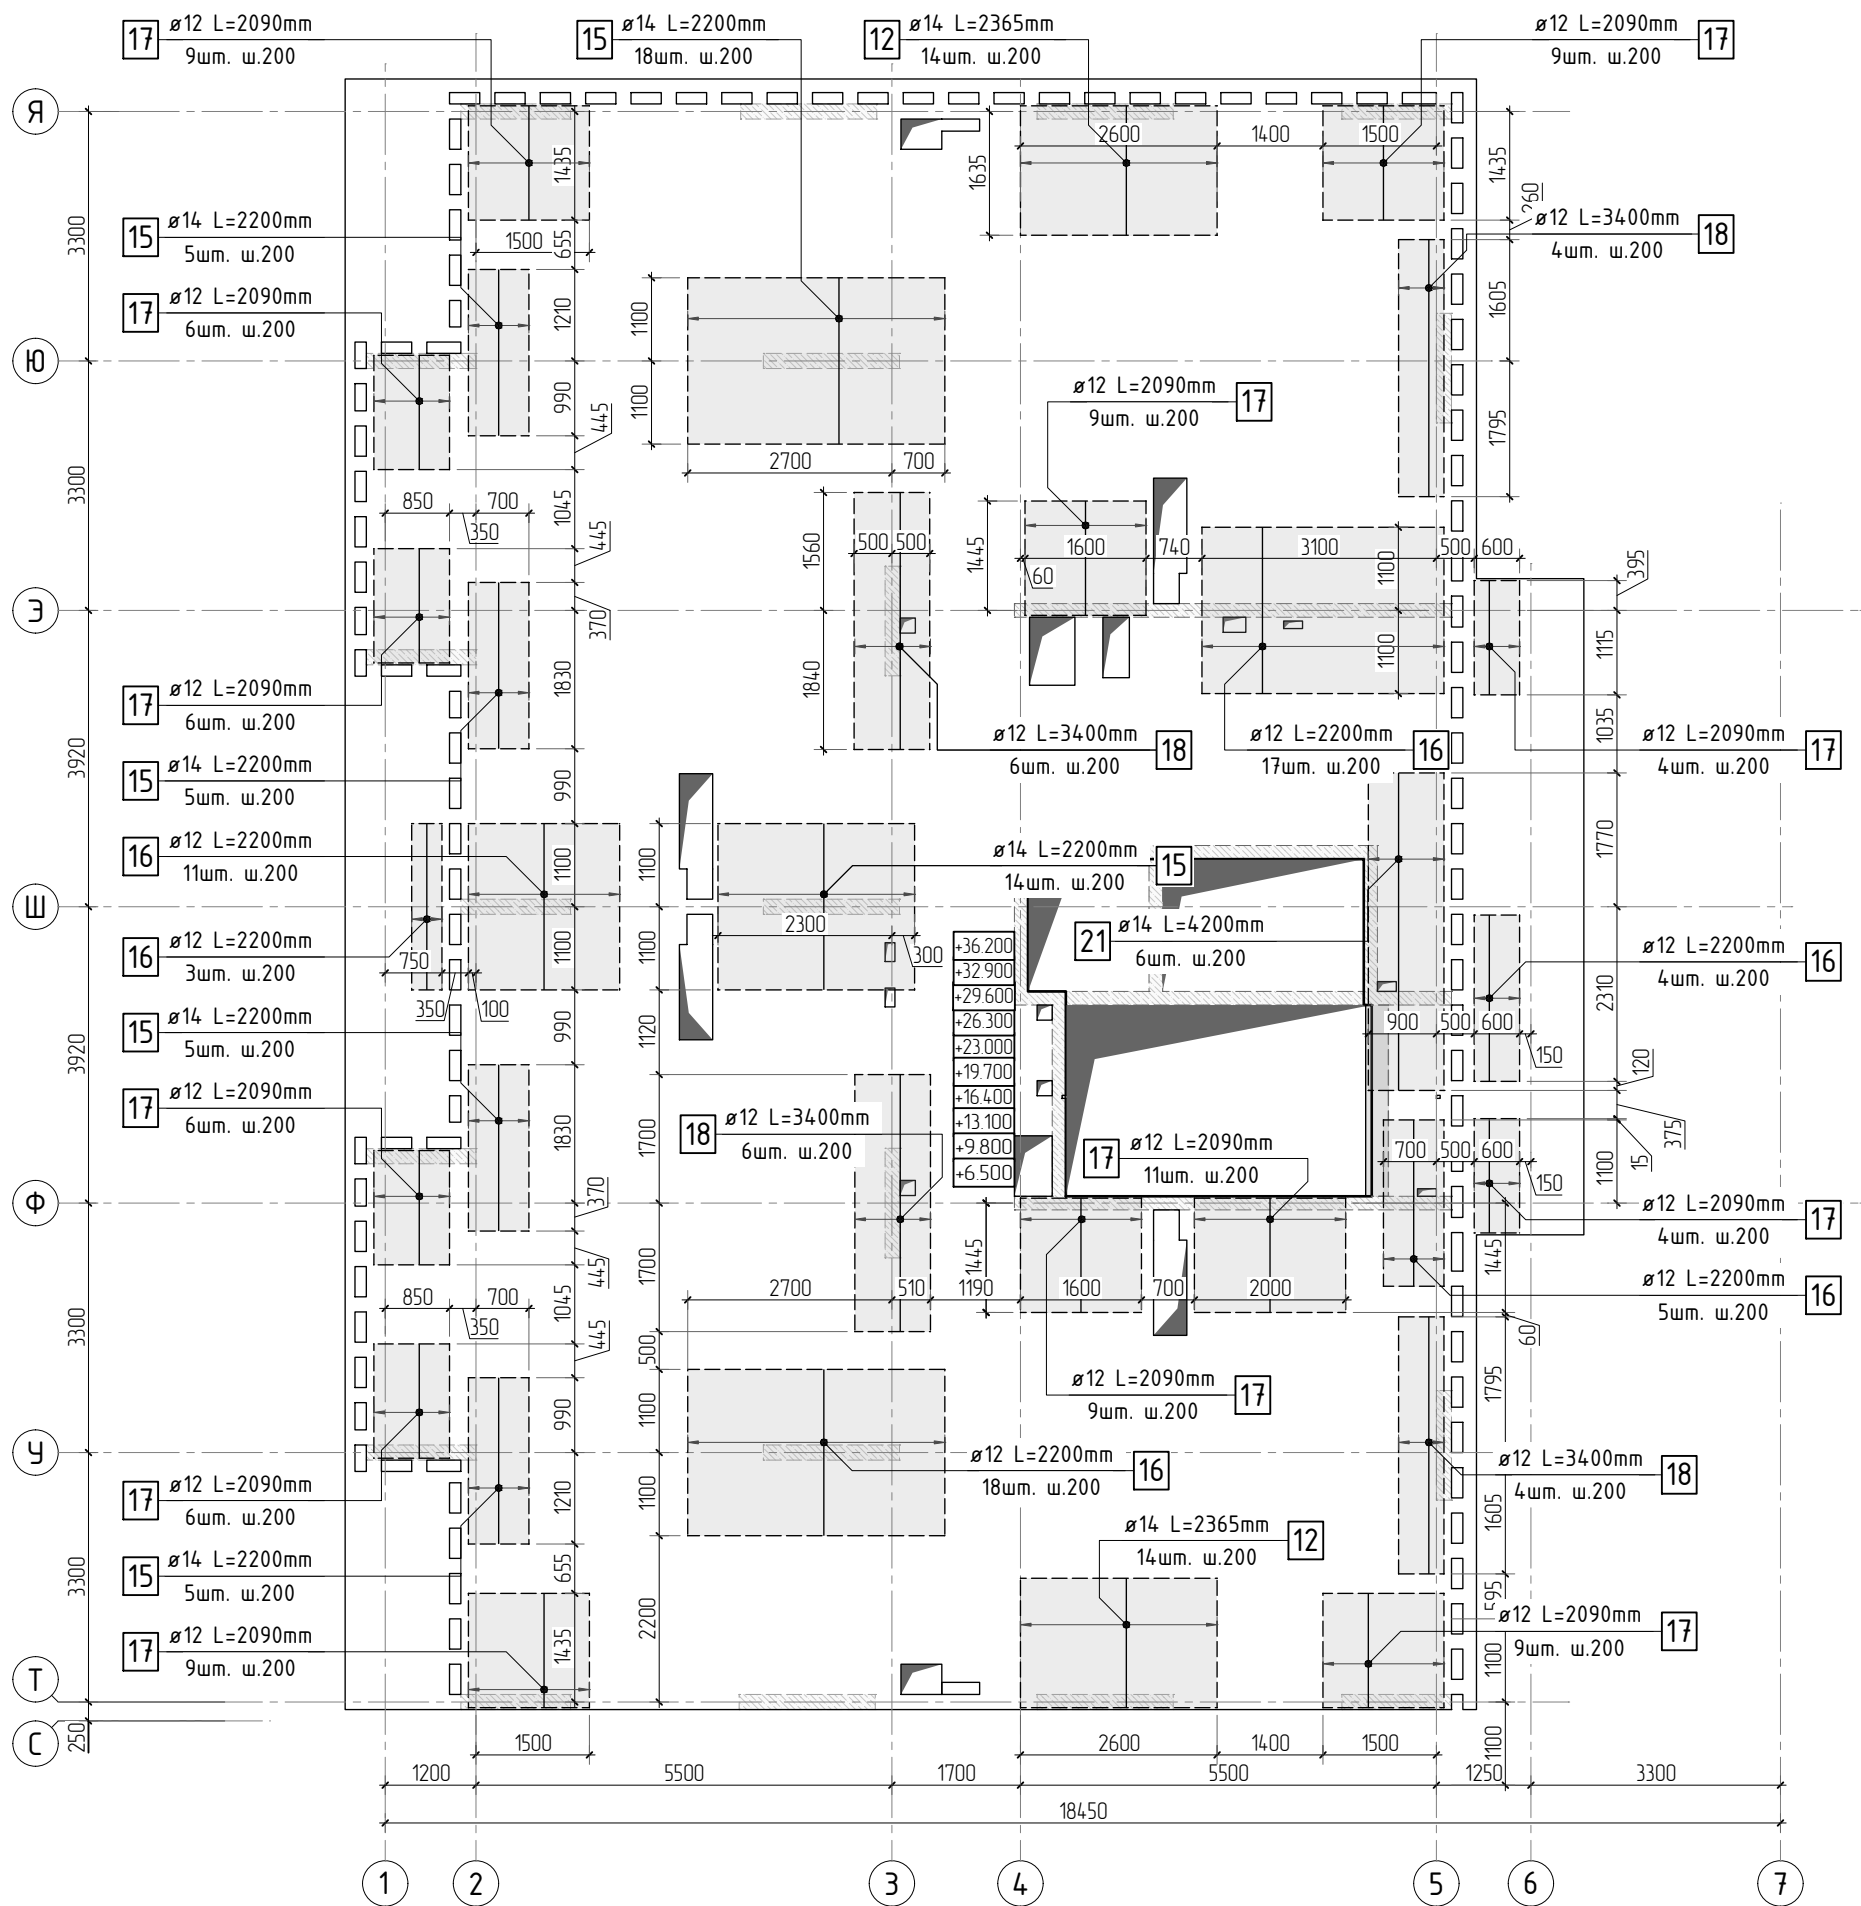 17 ø12 L=2090mm
9шт. ш.200
15 ø14 L=2200mm
18шт. ш.200
12 ø14 L=2365mm
14шт. ш.200
ø12 L=2090mm 17
9шт. ш.200
Я
2600 1400 1500
1435
1635
1435
260
3300
15 ø14 L=2200mm
5шт. ш.200
1500
655
ø12 L=3400mm 18
4шт. ш.200
17 ø12 L=2090mm
6шт. ш.200
1210
1100
1605
Ю
990
445
1100
ø12 L=2090mm 17
9шт. ш.200
1795
2700 700
3300
850 700
350
1045
445
1560
500 500
1445
1600 740 3100 500 600
60
1100
395
Э
370
1830
1840
1100
1115
17 ø12 L=2090mm
6шт. ш.200
1035
ø12 L=3400mm 18
6шт. ш.200
ø12 L=2200mm 16
17шт. ш.200
ø12 L=2090mm 17
4шт. ш.200
3920
15 ø14 L=2200mm
5шт. ш.200
990
1770
16 ø12 L=2200mm
11шт. ш.200
1100
1100
ø14 L=2200mm 15
14шт. ш.200
Ш
2300
300
21 ø14 L=4200mm
6шт. ш.200
16 ø12 L=2200mm
3шт. ш.200
750
350
100
1100
1100
ø12 L=2200mm 16
4шт. ш.200
2310
+36.200
+32.900
+29.600
+26.300
+23.000
+19.700
+16.400
+13.100
+9.800
+6.500
15 ø14 L=2200mm
5шт. ш.200
990
1120
900 500 600
150
120
3920
17 ø12 L=2090mm
6шт. ш.200
1830
1700
18 ø12 L=3400mm
6шт. ш.200
17 ø12 L=2090mm
11шт. ш.200
700 500 600
150
375
15
1100
Ф
370
445
1700
1445
1445
ø12 L=2090mm 17
4шт. ш.200
ø12 L=2200mm 16
5шт. ш.200
2700 510 1190 1600 700 2000
3300
850 700
350
1045
445
500
60
990
1100
ø12 L=2090mm 17
9шт. ш.200
1795
У
ø12 L=2200mm 16
18шт. ш.200
ø12 L=3400mm 18
4шт. ш.200
17 ø12 L=2090mm
6шт. ш.200
1210
1100
1605
ø14 L=2365mm 12
14шт. ш.200
3300
15 ø14 L=2200mm
5шт. ш.200
655
2200
595
17 ø12 L=2090mm
9шт. ш.200
1435
ø12 L=2090mm 17
9шт. ш.200
1100
Т
С
250
1500
2600 1400 1500
1100
1200 5500 1700 5500 1250 3300
18450
1 2 3 4 5 6 7